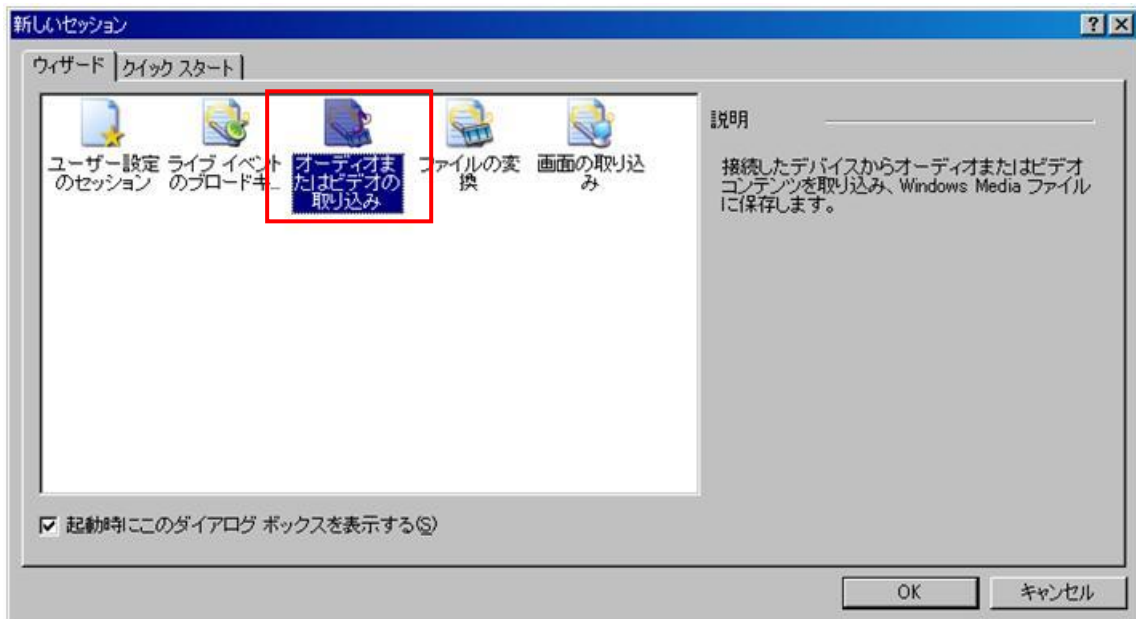 新しいセッション
ウィザード
クイック スタート
ユーザー設定
のセッション
ライブ イベント
のブロードキ...
オーディオま
たはビデオの
取り込み
ファイルの変
換
画面の取り込
み
説明
接続したデバイスからオーディオまたはビデオ
コンテンツを取り込み、Windows Media ファイル
に保存します。
起動時にこのダイアログ ボックスを表示する(S)
OK
キャンセル